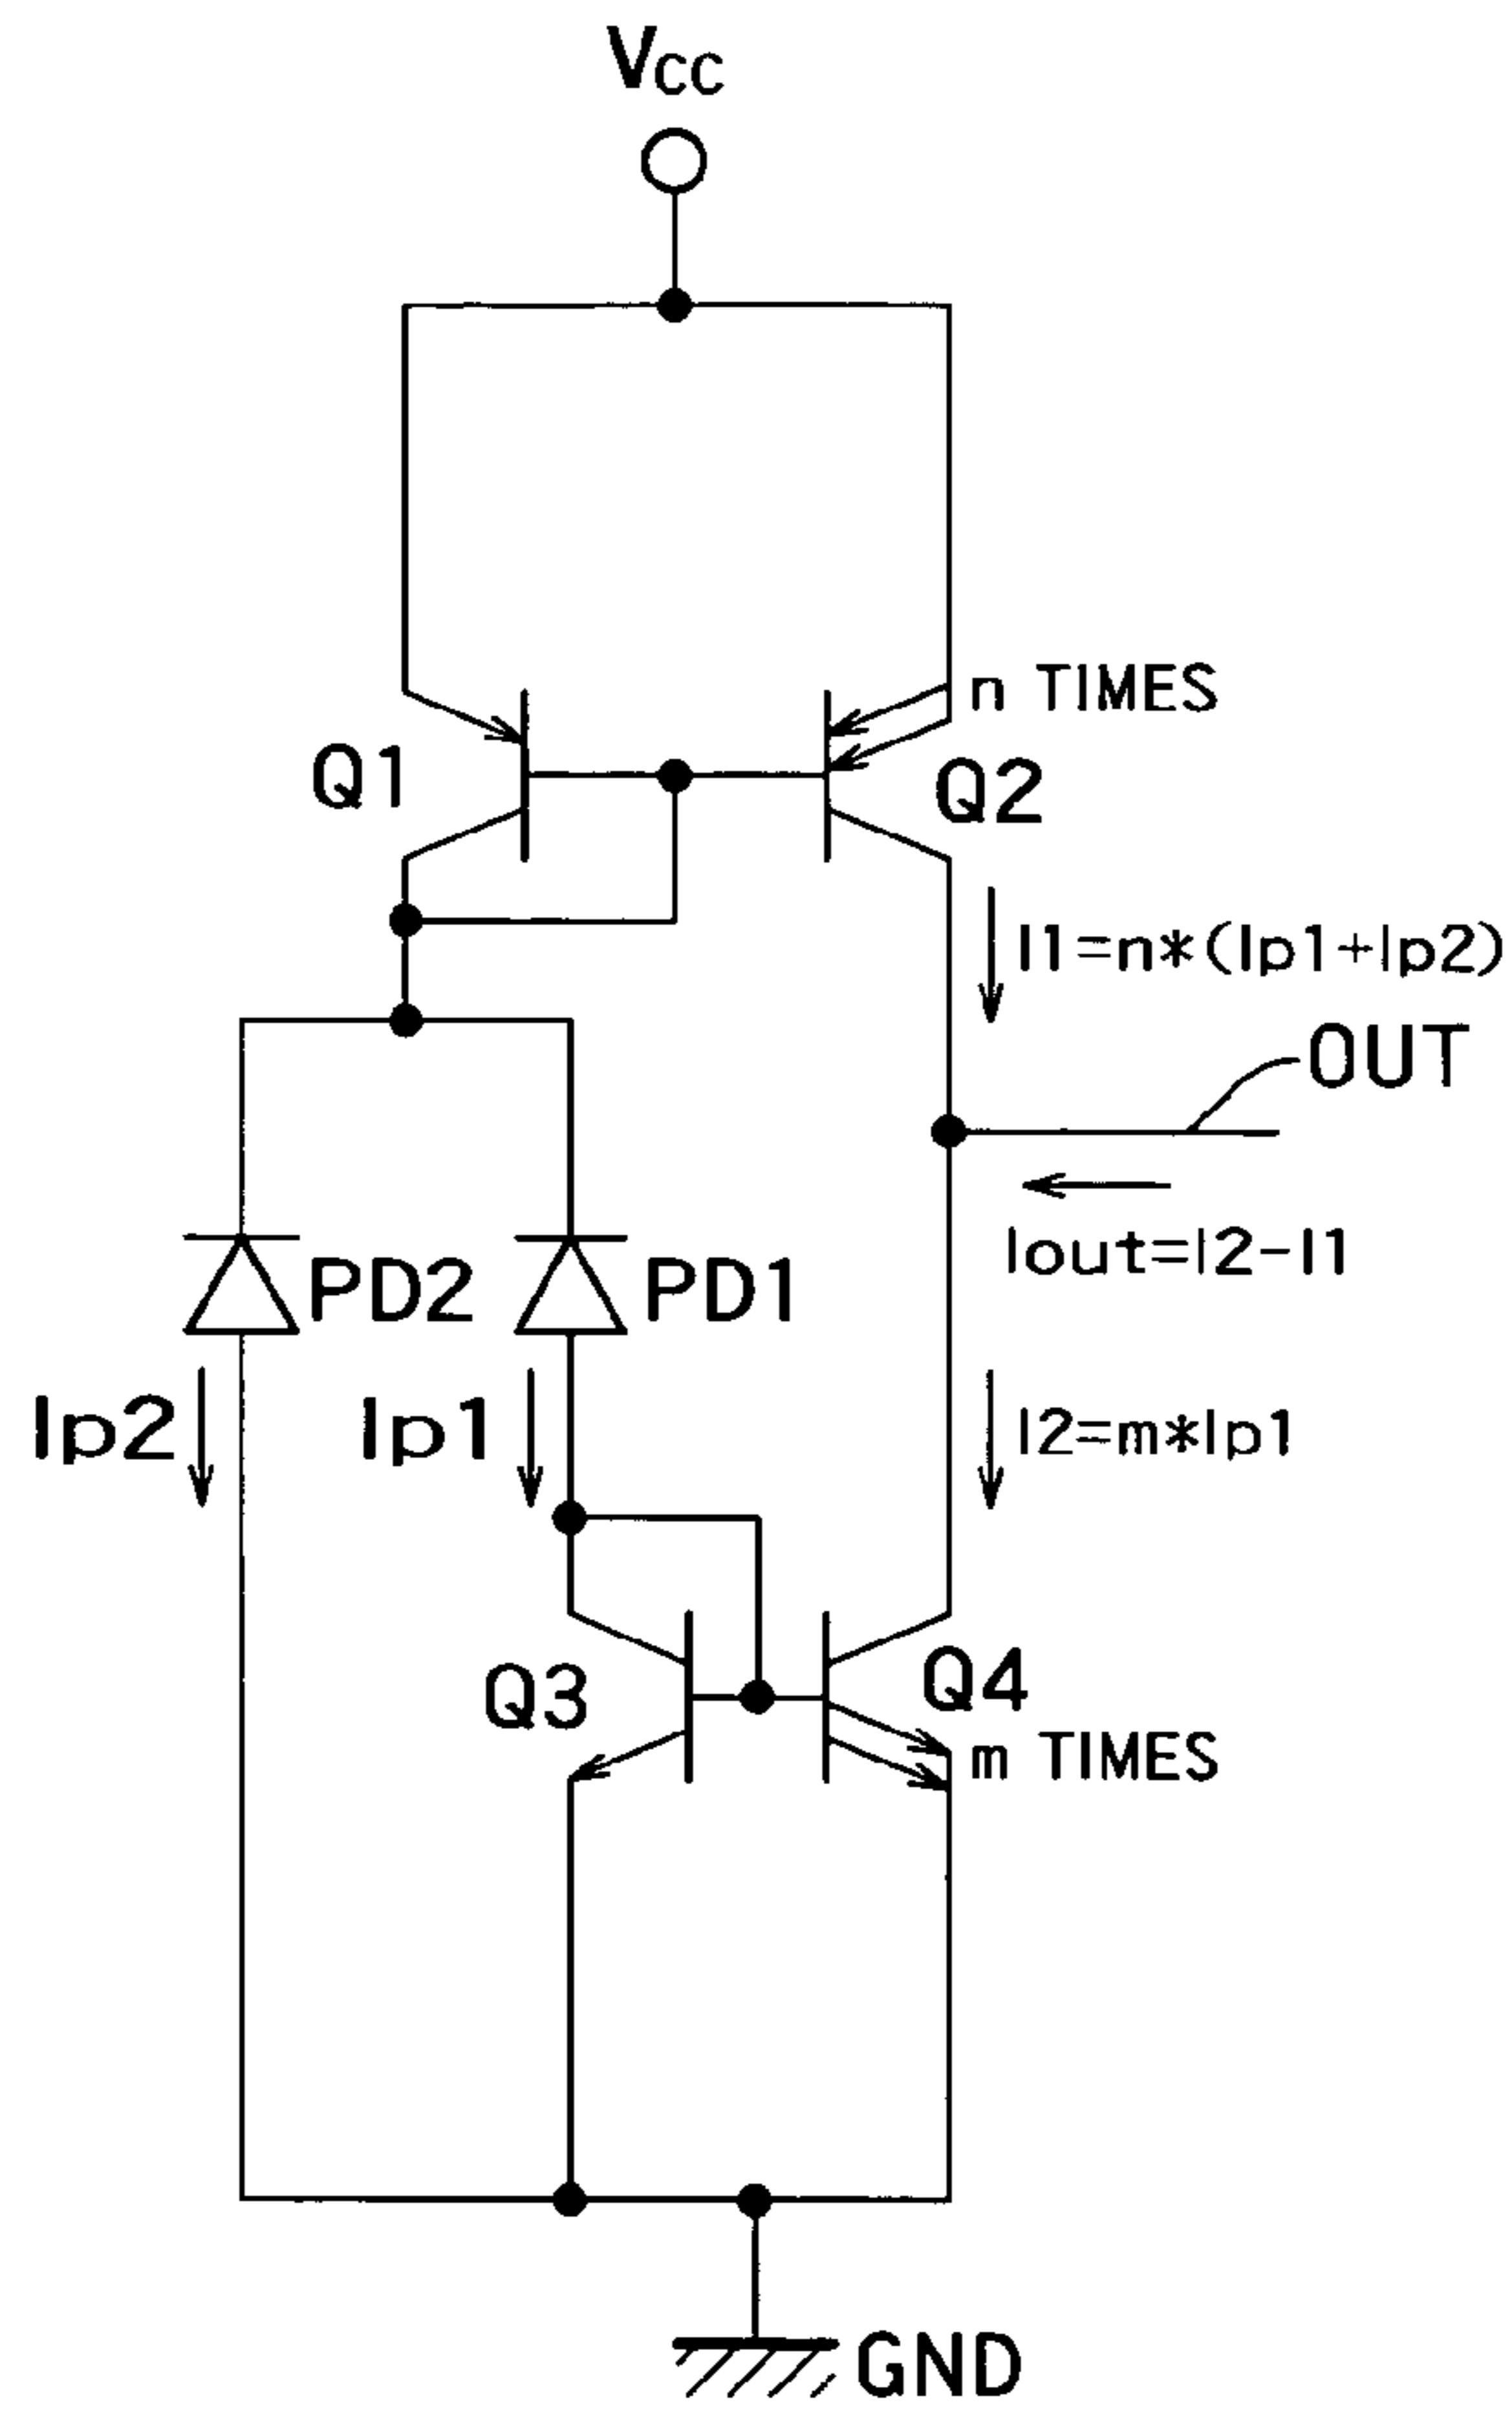 Vcc
n TIMES
Q1
Q2
I1=n*(Ip1+Ip2)
OUT
Iout=I2-I1
PD2
PD1
Ip2
Ip1
I2=m*Ip1
Q3
Q4
m TIMES
GND